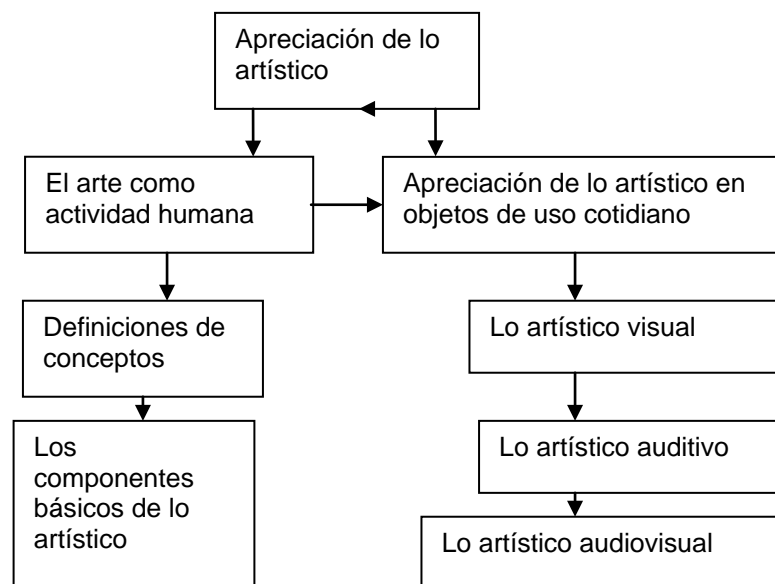 Apreciación de lo
artístico
El arte como
actividad humana
Apreciación de lo artístico en
objetos de uso cotidiano
Definiciones de
conceptos
Lo artístico visual
Los
componentes
básicos de lo
artístico
Lo artístico auditivo
Lo artístico audiovisual